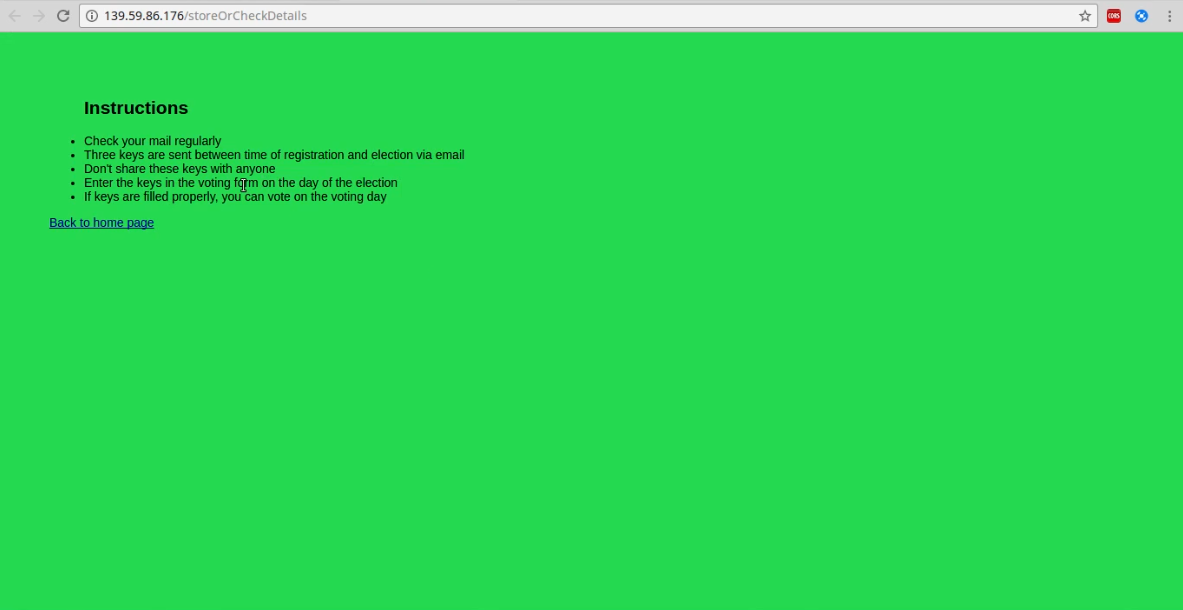 139.59.86.176/storeOrCheckDetails
CORS
Instructions
Check your mail regularly
Three keys are sent between time of registration and election via email
Don't share these keys with anyone
Enter the keys in the voting form on the day of the election
If keys are filled properly, you can vote on the voting day
Back to home page